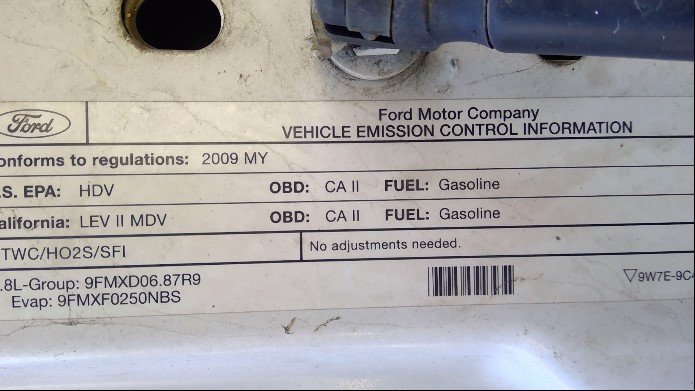 Ford
Ford Motor Company
VEHICLE EMISSION CONTROL INFORMATION
onforms to regulations: 2009 MY
.S. EPA: HDV OBD: CA II FUEL: Gasoline
alifornia: LEV II MDV OBD: CA II FUEL: Gasoline
TWC/HO2S/SFI No adjustments needed.
.8L-Group: 9FMXD06.87R9
Evap: 9FMXF0250NBS
▽9W7E-9C4